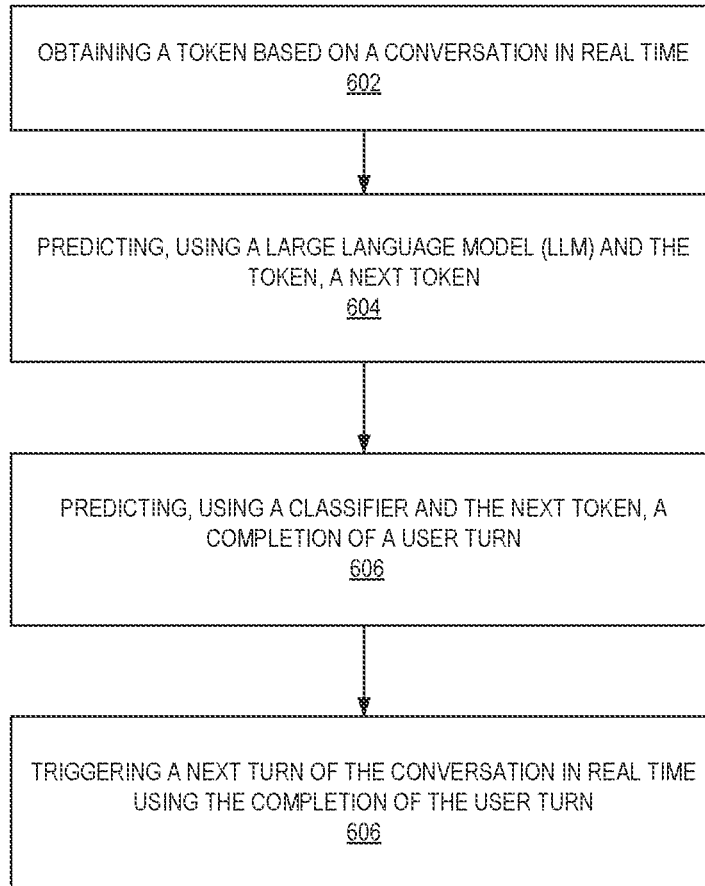 OBTAINING A TOKEN BASED ON A CONVERSATION IN REAL TIME
602
PREDICTING, USING A LARGE LANGUAGE MODEL (LLM) AND THE
TOKEN, A NEXT TOKEN
604
PREDICTING, USING A CLASSIFIER AND THE NEXT TOKEN, A
COMPLETION OF A USER TURN
606
TRIGGERING A NEXT TURN OF THE CONVERSATION IN REAL TIME
USING THE COMPLETION OF THE USER TURN
606